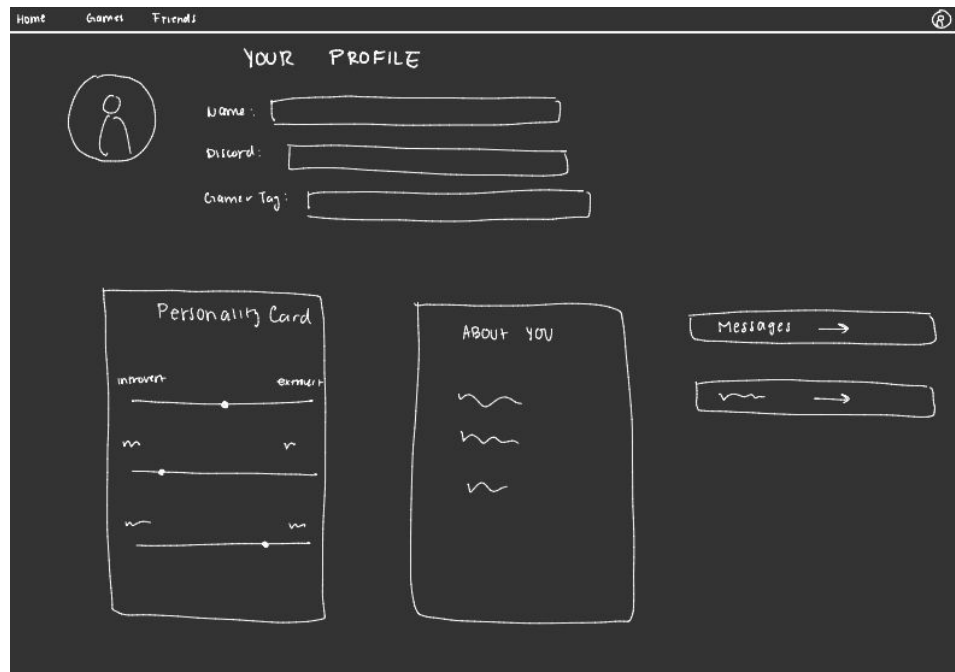 Home Games Friends R
YOUR PROFILE
Name:
Discord:
Gamer Tag:
Personality Card
introvert extrovert
ABOUT YOU
Messages →
→